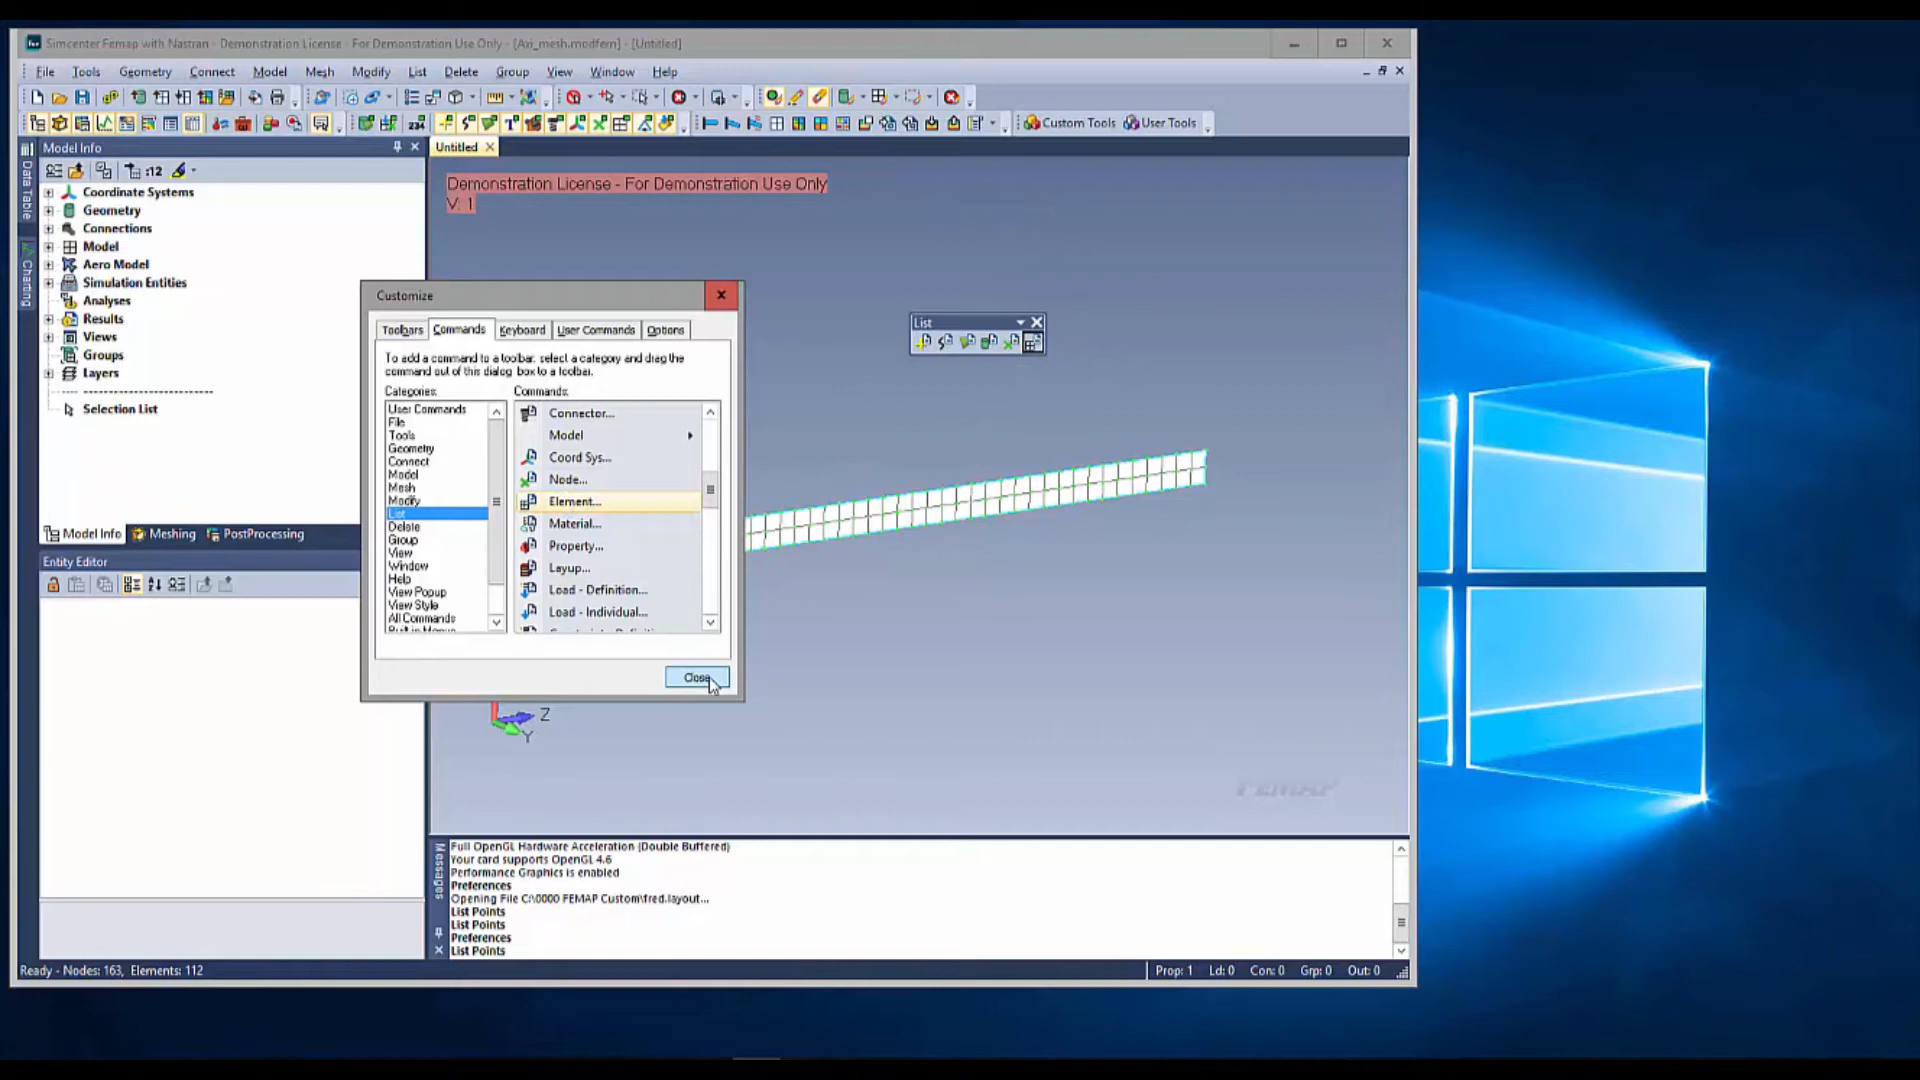 Simcenter Femap with Nastran - Demonstration License - For Demonstration Use Only - [Axi_mesh.modfem] - [Untitled]
File Tools Geometry Connect Model Mesh Modify List Delete Group View Window Help
234 Custom Tools User Tools
Model Info
Untitled
:12
Data Table
Charting
Coordinate Systems
Geometry
Connections
Model
Aero Model
Simulation Entities
Analyses
Results
Views
Groups
Layers
Selection List
Model Info Meshing PostProcessing
Entity Editor
Demonstration License - For Demonstration Use Only
V: 1
List
Customize
Toolbars Commands Keyboard User Commands Options
To add a command to a toolbar: select a category and drag the
command out of this dialog box to a toolbar.
Categories: Commands:
User Commands
File
Tools
Geometry
Connect
Model
Mesh
Modify
List
Delete
Group
View
Window
Help
View Popup
View Style
All Commands
Connector...
Model
Coord Sys...
Node...
Element...
Material...
Property...
Layup...
Load - Definition...
Load - Individual...
Close
Z
Y
FEMAP
Messages
Full OpenGL Hardware Acceleration (Double Buffered)
Your card supports OpenGL 4.6
Performance Graphics is enabled
Preferences
Opening File C:\0000 FEMAP Custom\fred.layout...
List Points
List Points
Preferences
List Points
Ready - Nodes: 163, Elements: 112
Prop: 1 Ld: 0 Con: 0 Grp: 0 Out: 0